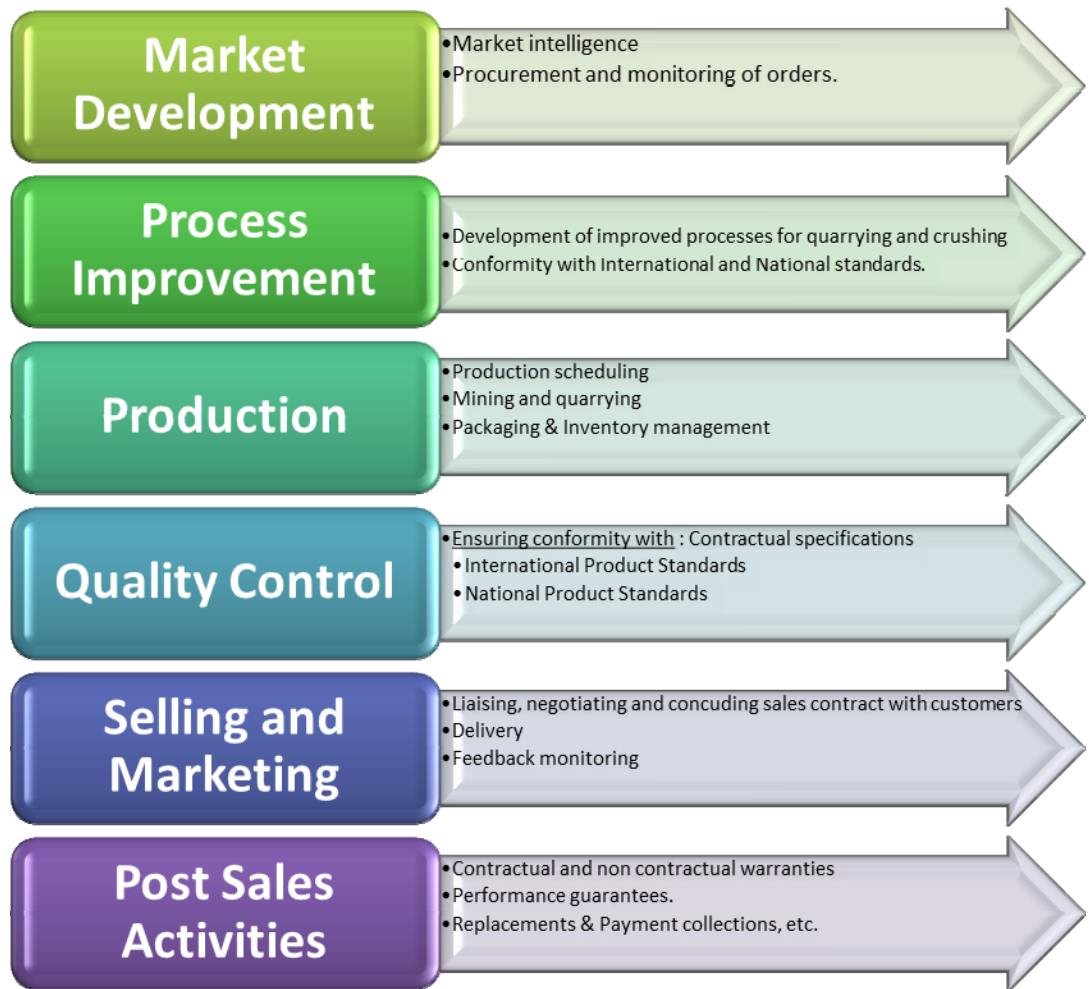 Market
Development
•Market intelligence
•Procurement and monitoring of orders.
Process
Improvement
•Development of improved processes for quarrying and crushing
•Conformity with International and National standards.
Production
•Production scheduling
•Mining and quarrying
•Packaging & Inventory management
Quality Control
•Ensuring conformity with : Contractual specifications
•International Product Standards
•National Product Standards
Selling and
Marketing
•Liaising, negotiating and concuding sales contract with customers
•Delivery
•Feedback monitoring
Post Sales
Activities
•Contractual and non contractual warranties
•Performance guarantees.
•Replacements & Payment collections, etc.